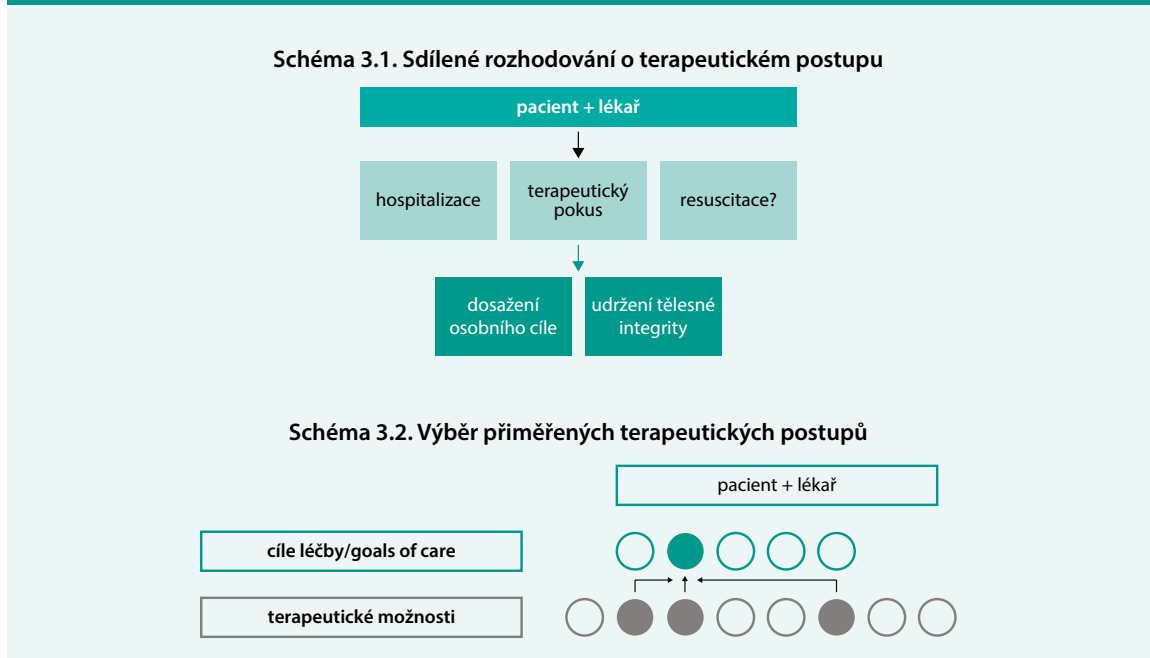 Schéma 3.1. Sdílené rozhodování o terapeutickém postupu
pacient + lékař
hospitalizace
terapeutický
pokus
resuscitace?
dosažení
osobního cíle
udržení tělesné
integrity
Schéma 3.2. Výběr přiměřených terapeutických postupů
pacient + lékař
cíle léčby/goals of care
terapeutické možnosti